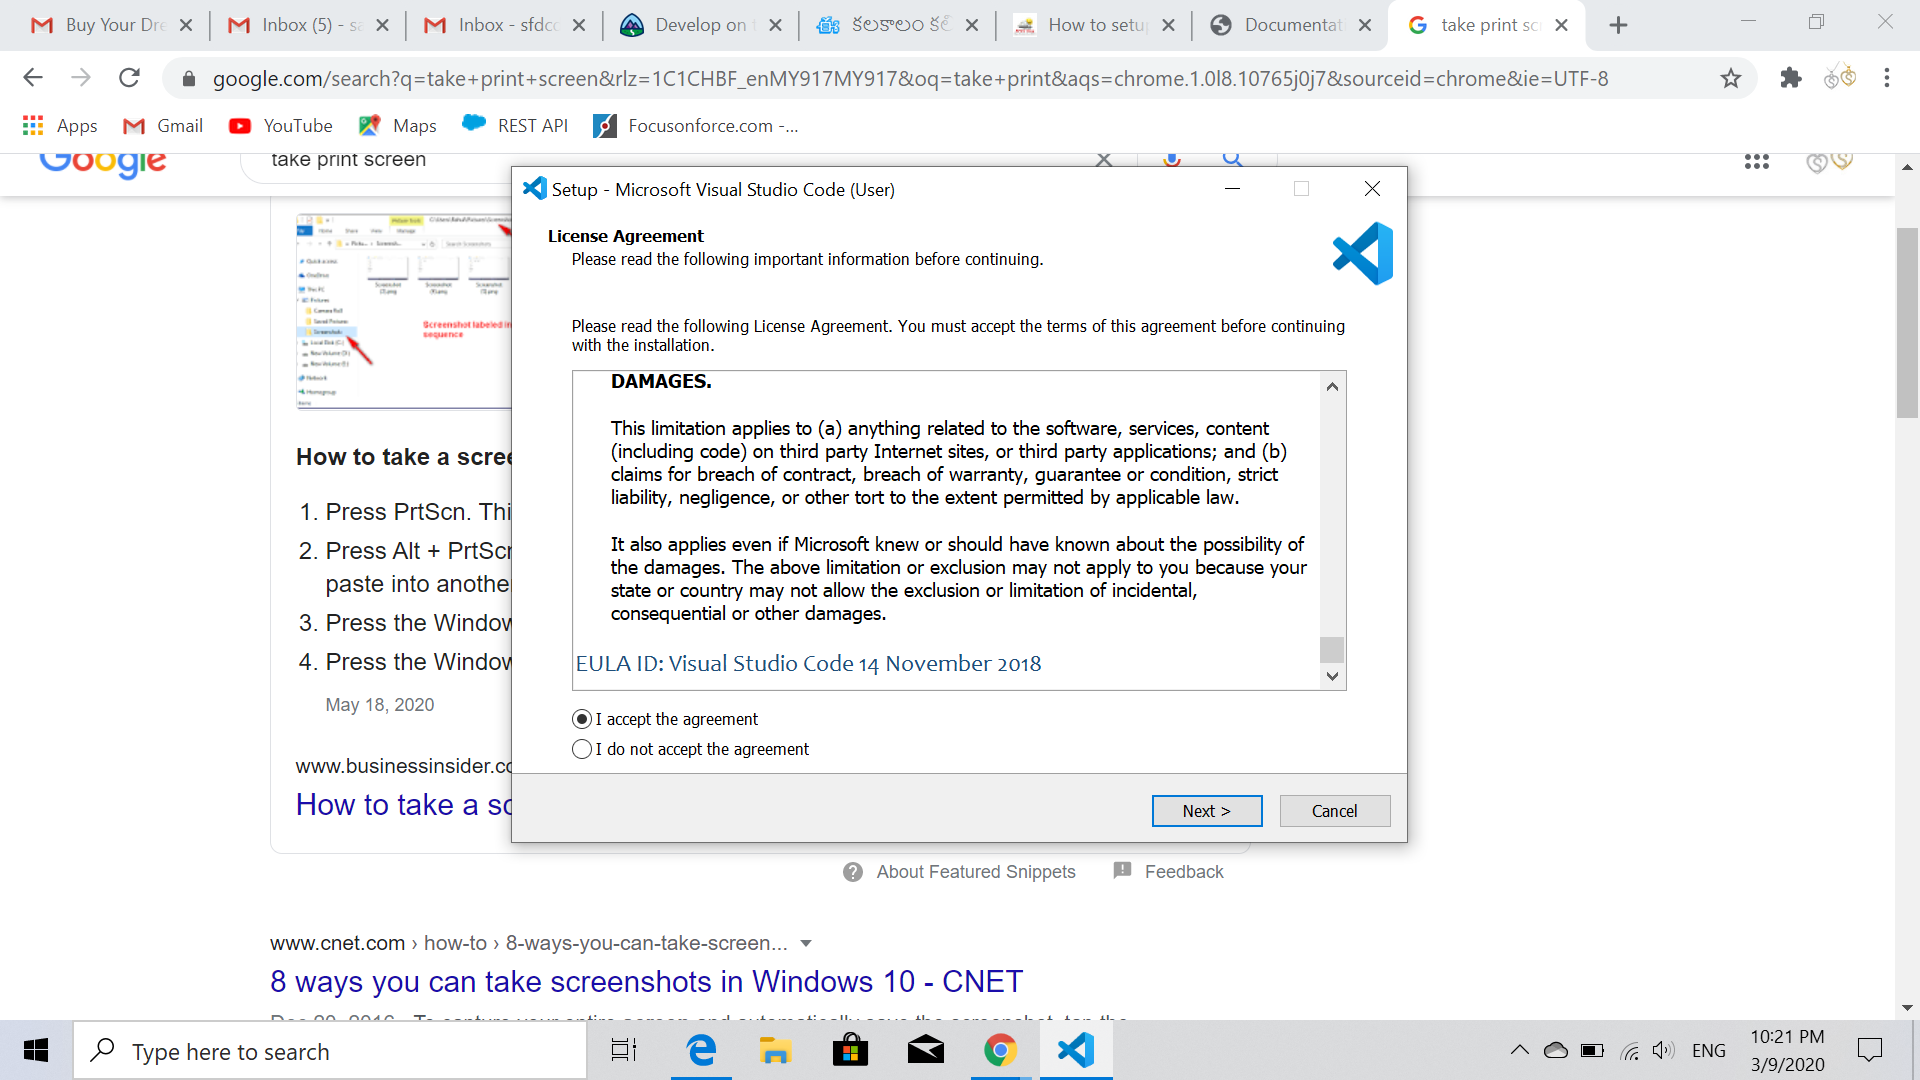 Buy Your Dre
Inbox (5) - sa
Inbox - sfdcc
Develop on
కలకాలం కలి
How to setup
Documentat
take print scr
google.com/search?q=take+print+screen&rlz=1C1CHBF_enMY917MY917&oq=take+print&aqs=chrome.1.0l8.10765j0j7&sourceid=chrome&ie=UTF-8
Apps
Gmail
YouTube
Maps
REST API
Focusonforce.com -...
Google
take print screen
Setup - Microsoft Visual Studio Code (User)
License Agreement
Please read the following important information before continuing.
Please read the following License Agreement. You must accept the terms of this agreement before continuing
with the installation.
DAMAGES.
This limitation applies to (a) anything related to the software, services, content
(including code) on third party Internet sites, or third party applications; and (b)
claims for breach of contract, breach of warranty, guarantee or condition, strict
liability, negligence, or other tort to the extent permitted by applicable law.
It also applies even if Microsoft knew or should have known about the possibility of
the damages. The above limitation or exclusion may not apply to you because your
state or country may not allow the exclusion or limitation of incidental,
consequential or other damages.
EULA ID: Visual Studio Code 14 November 2018
I accept the agreement
I do not accept the agreement
Next >
Cancel
Screenshot labeled in
sequence
How to take a scree
1. Press PrtScn. Thi
2. Press Alt + PrtScr
paste into anothe
3. Press the Window
4. Press the Window
May 18, 2020
www.businessinsider.co
How to take a sc
About Featured Snippets
Feedback
www.cnet.com › how-to › 8-ways-you-can-take-screen...
8 ways you can take screenshots in Windows 10 - CNET
Type here to search
ENG
10:21 PM
3/9/2020